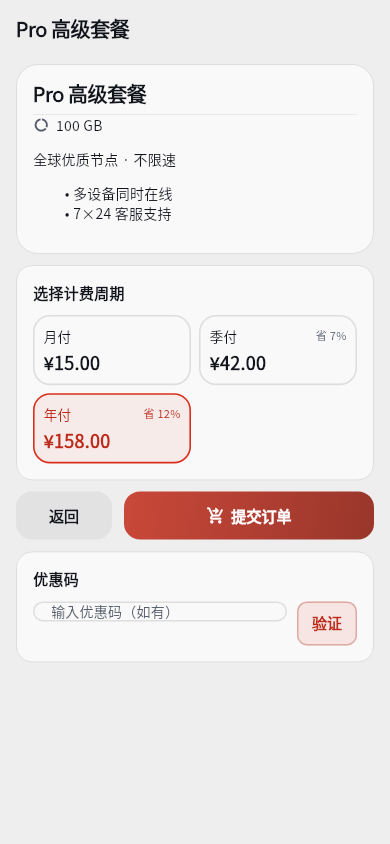 Pro 高级套餐
Pro 高级套餐
100 GB
全球优质节点 · 不限速
• 多设备同时在线
• 7×24 客服支持
选择计费周期
月付
¥15.00
季付 省 7%
¥42.00
年付 省 12%
¥158.00
返回
提交订单
优惠码
输入优惠码（如有）
验证